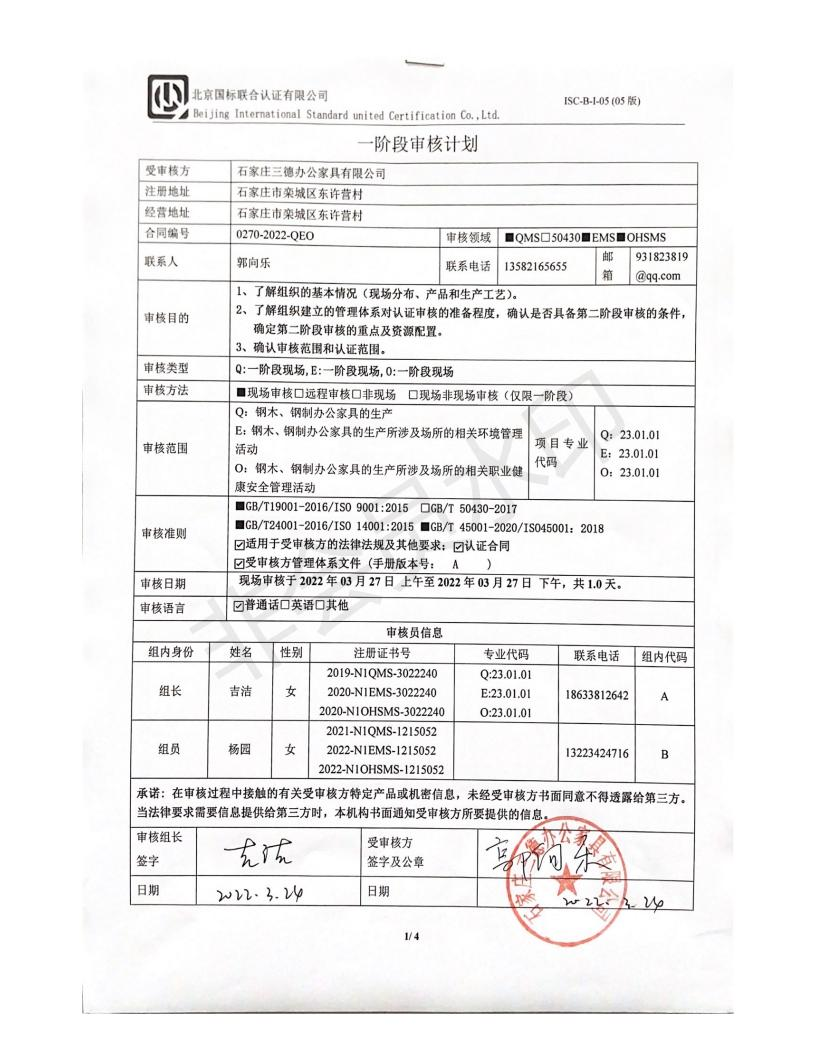 北京国标联合认证有限公司
Beijing International Standard united Certification Co.,Ltd.
ISC-B-I-05 (05 版)
一阶段审核计划
受审核方 石家庄三德办公家具有限公司
注册地址 石家庄市栾城区东许营村
经营地址 石家庄市栾城区东许营村
合同编号 0270-2022-QEO 审核领域 ■QMS□50430■EMS■OHSMS
联系人 郭向乐 联系电话 13582165655 邮箱 931823819@qq.com
审核目的
1、了解组织的基本情况（现场分布、产品和生产工艺）。
2、了解组织建立的管理体系对认证审核的准备程度，确认是否具备第二阶段审核的条件，
确定第二阶段审核的重点及资源配置。
3、确认审核范围和认证范围。
审核类型 Q:一阶段现场,E:一阶段现场,O:一阶段现场
审核方法 ■现场审核□远程审核□非现场 □现场非现场审核（仅限一阶段）
审核范围
Q：钢木、钢制办公家具的生产
E：钢木、钢制办公家具的生产所涉及场所的相关环境管理
活动
O：钢木、钢制办公家具的生产所涉及场所的相关职业健
康安全管理活动
项目专业
代码
Q：23.01.01
E：23.01.01
O：23.01.01
审核准则
■GB/T19001-2016/ISO 9001:2015 □GB/T 50430-2017
■GB/T24001-2016/ISO 14001:2015 ■GB/T 45001-2020/ISO45001：2018
☑适用于受审核方的法律法规及其他要求；☑认证合同
☑受审核方管理体系文件（手册版本号： A ）
审核日期 现场审核于 2022 年 03 月 27 日 上午至 2022 年 03 月 27 日 下午，共 1.0 天。
审核语言 ☑普通话□英语□其他
审核员信息
组内身份 姓名 性别 注册证书号 专业代码 联系电话 组内代码
组长 吉洁 女 18633812642 A
2019-N1QMS-3022240 Q:23.01.01
2020-N1EMS-3022240 E:23.01.01
2020-N1OHSMS-3022240 O:23.01.01
组员 杨园 女 13223424716 B
2021-N1QMS-1215052
2022-N1EMS-1215052
2022-N1OHSMS-1215052
承诺：在审核过程中接触的有关受审核方特定产品或机密信息，未经受审核方书面同意不得透露给第三方。
当法律要求需要信息提供给第三方时，本机构书面通知受审核方所要提供的信息。
审核组长
签字
吉洁
受审核方
签字及公章
郭向乐
日期 2022.3.24 日期 2022.3.24
石家庄三德办公家具有限公司
1/ 4
非会员水印